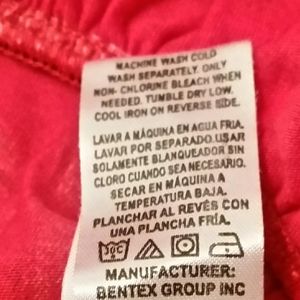 MACHINE WASH COLD
WASH SEPARATELY. ONLY
NON- CHLORINE BLEACH WHEN
NEEDED. TUMBLE DRY LOW.
COOL IRON ON REVERSE SIDE.
LAVAR A MÁQUINA EN AGUA FRIA.
LAVAR POR SEPARADO.USAR
SOLAMENTE BLANQUEADOR SIN
CLORO CUANDO SEA NECESARIO.
SECAR EN MÁQUINA A
TEMPERATURA BAJA.
PLANCHAR AL REVÉS CON
UNA PLANCHA FRÍA.
30C
MANUFACTURER:
BENTEX GROUP INC